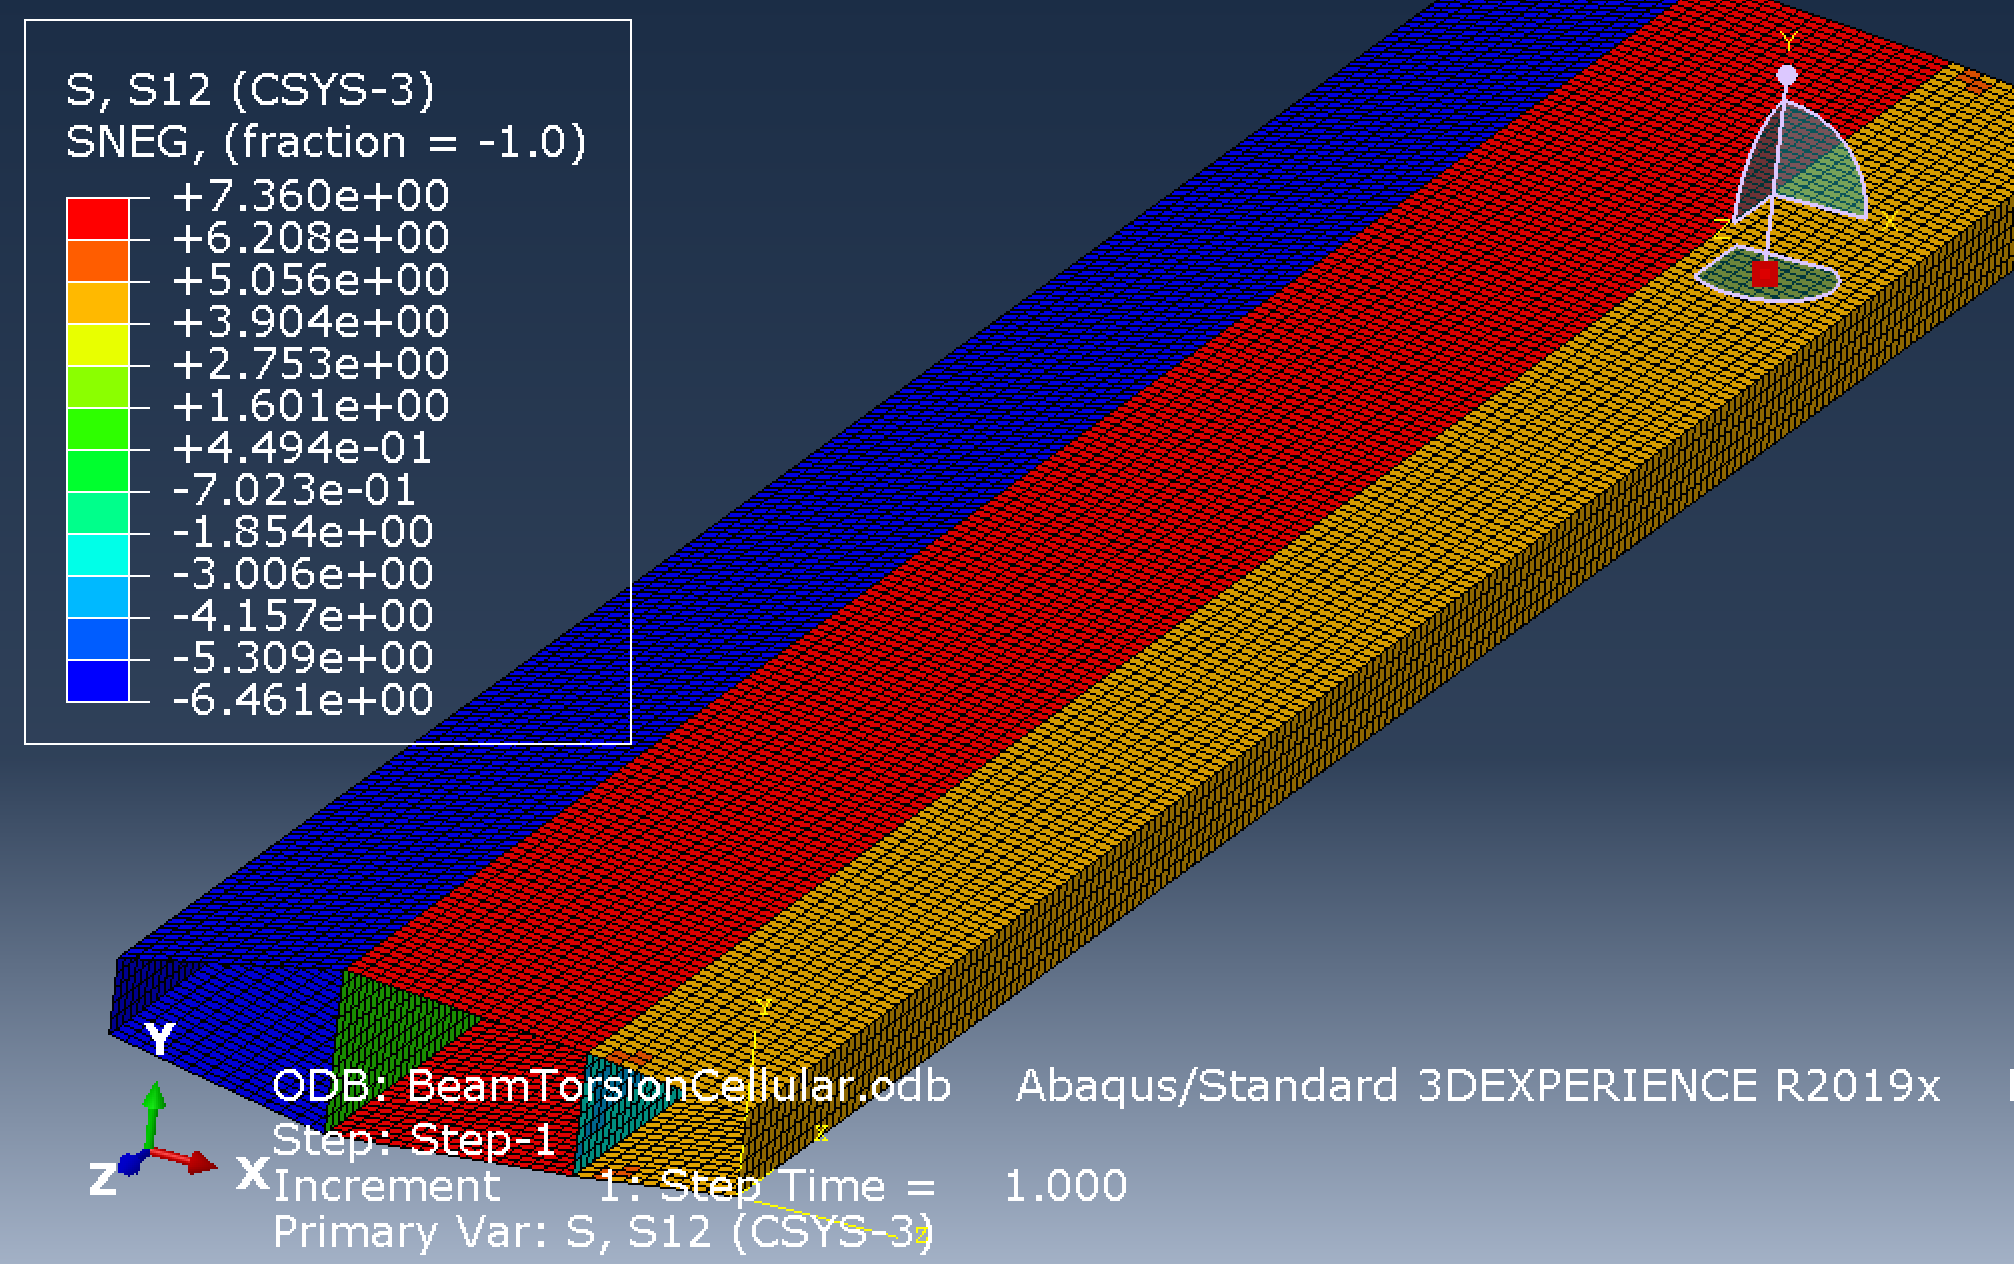 S, S12 (CSYS-3)
SNEG, (fraction = -1.0)
+7.360e+00
+6.208e+00
+5.056e+00
+3.904e+00
+2.753e+00
+1.601e+00
+4.494e-01
-7.023e-01
-1.854e+00
-3.006e+00
-4.157e+00
-5.309e+00
-6.461e+00
Y
X
Z
Y
X
Z
Y
Z
X
ODB: BeamTorsionCellular.odb Abaqus/Standard 3DEXPERIENCE R2019x
Step: Step-1
Increment 1: Step Time = 1.000
Primary Var: S, S12 (CSYS-3)